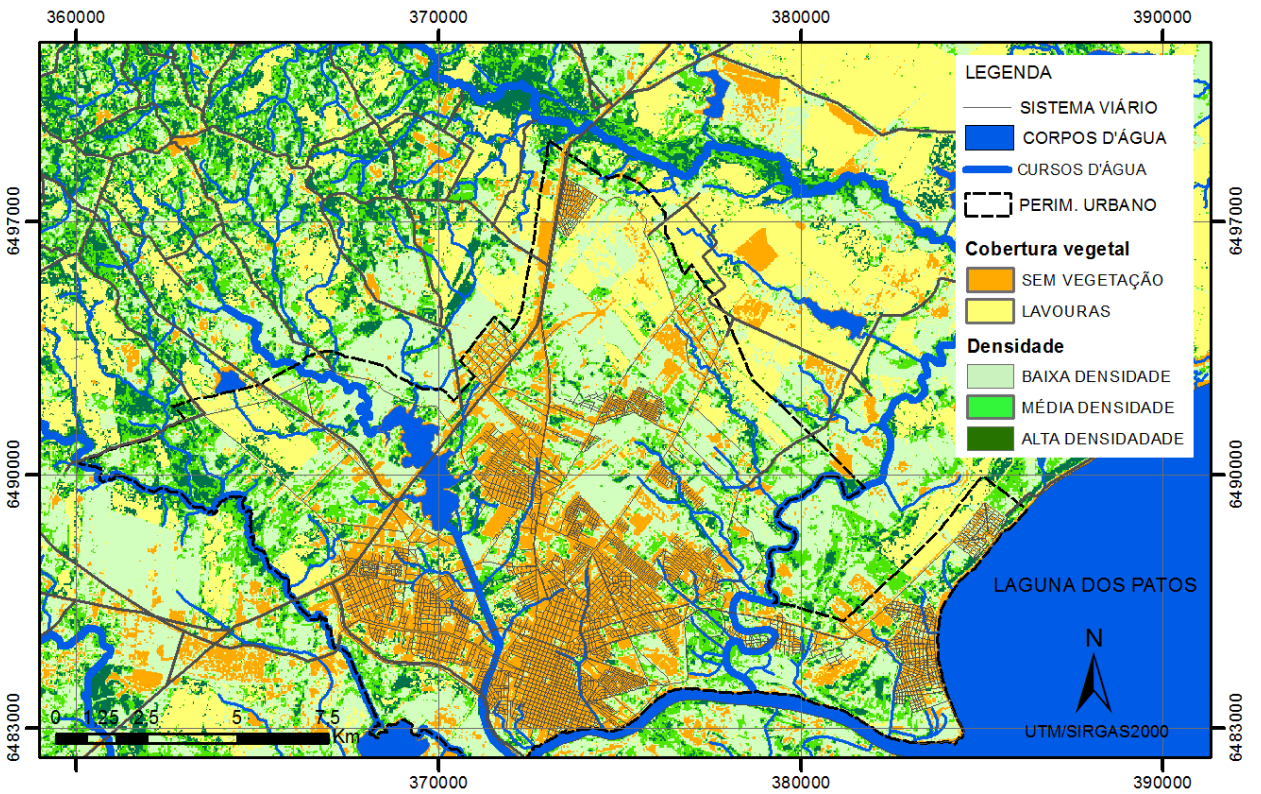 360000 370000 380000 390000
LEGENDA
SISTEMA VIÁRIO
CORPOS D'ÁGUA
CURSOS D'ÁGUA
PERIM. URBANO
Cobertura vegetal
SEM VEGETAÇÃO
LAVOURAS
Densidade
BAIXA DENSIDADE
MÉDIA DENSIDADE
ALTA DENSIDADADE
6497000 6497000
6490000 6490000
LAGUNA DOS PATOS
N
6483000 6483000
0 1.25 2.5 5 7.5
Km
UTM/SIRGAS2000
360000 370000 380000 390000